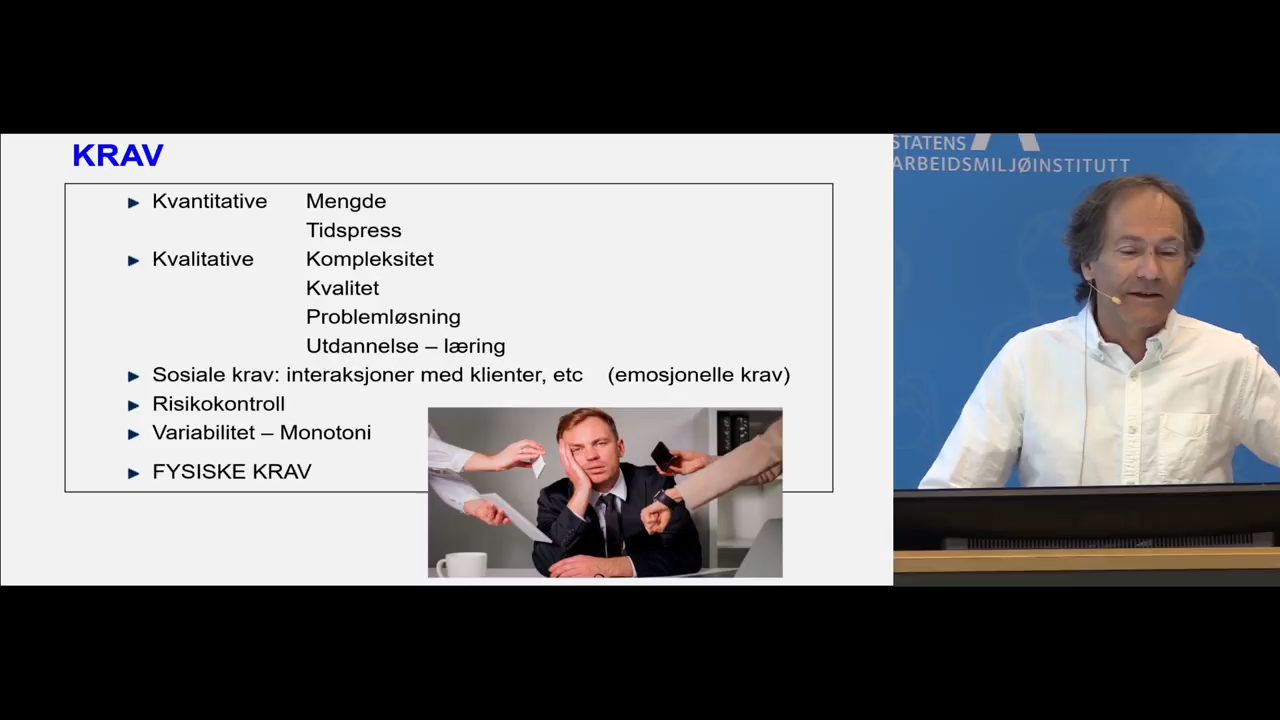 KRAV
Kvantitative Mengde
Tidspress
Kvalitative Kompleksitet
Kvalitet
Problemløsning
Utdannelse – læring
Sosiale krav: interaksjoner med klienter, etc (emosjonelle krav)
Risikokontroll
Variabilitet – Monotoni
FYSISKE KRAV
STATENS
ARBEIDSMILJØINSTITUTT